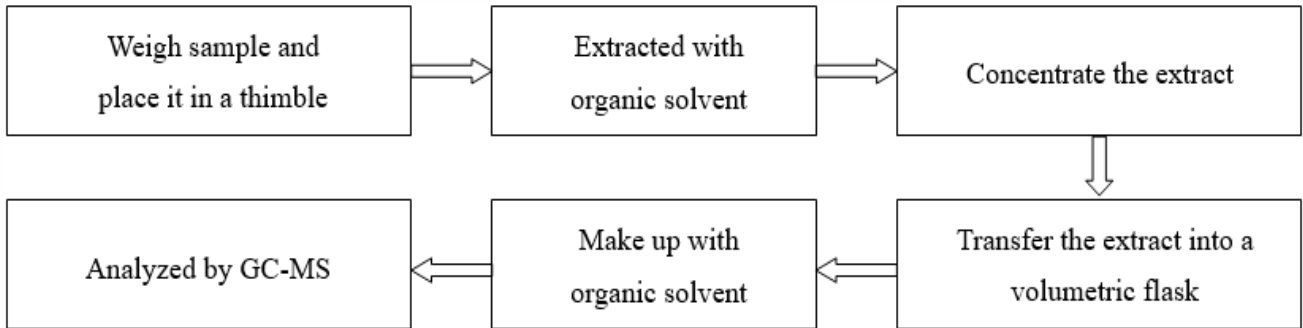 Weigh sample and
place it in a thimble
Extracted with
organic solvent
Concentrate the extract
Transfer the extract into a
volumetric flask
Make up with
organic solvent
Analyzed by GC-MS